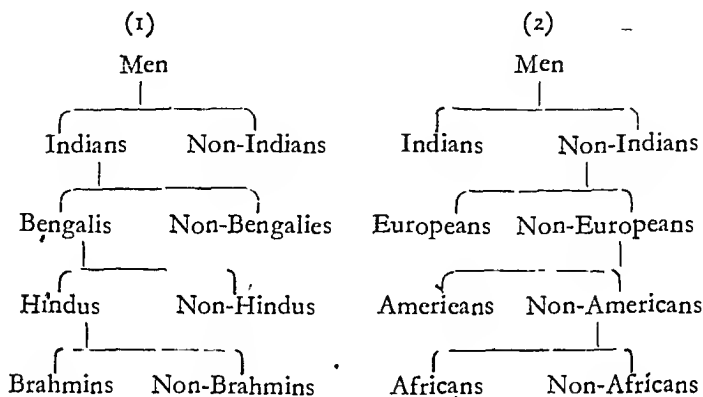 (1) (2)
Men Men
Indians Non-Indians Indians Non-Indians
Bengalis Non-Bengalies Europeans Non-Europeans
Hindus Non-Hindus Amerieans Non-Americans
Brahmins Non-Brahmins Africans Non-Africans